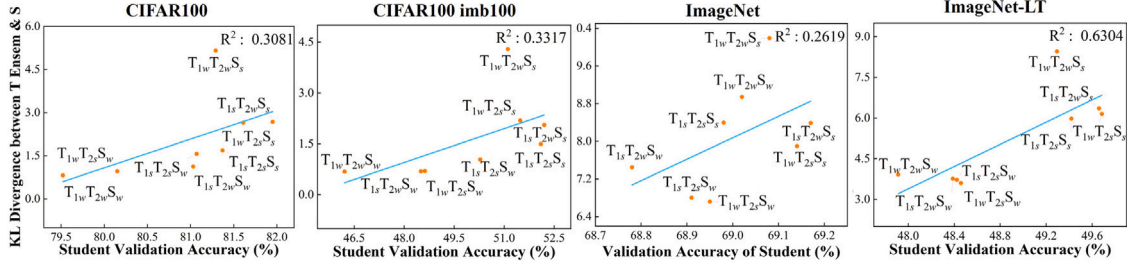 CIFAR100
CIFAR100 imb100
ImageNet
ImageNet-LT
KL Divergence between T Ensem & S
6.0
4.5
3.0
1.5
0.0
R²: 0.3081
T1wT2wSs
T1sT2wSs
T1wT2sSs
T1wT2sSw
T1sT2sSw
T1sT2sSs
T1wT2wSw
T1sT2wSw
79.5 80.0 80.5 81.0 81.5 82.0
Student Validation Accuracy (%)
4.5
3.0
1.5
0.0
R²: 0.3317
T1wT2wSs
T1wT2sSs
T1sT2wSs
T1sT2sSs
T1wT2wSw
T1sT2sSw
T1sT2wSw
T1wT2sSw
46.5 48.0 49.5 51.0 52.5
Student Validation Accuracy (%)
10.4
9.6
8.8
8.0
7.2
6.4
T1wT2wSs
R²: 0.2619
T1wT2wSw
T1sT2sSs
T1sT2wSs
T1wT2sSs
T1sT2wSw
T1sT2sSw
T1wT2sSw
68.7 68.8 68.9 69.0 69.1 69.2
Validation Accuracy of Student (%)
9.0
7.5
6.0
4.5
3.0
R²: 0.6304
T1wT2wSs
T1sT2wSs
T1wT2sSs
T1sT2sSs
T1wT2wSw
T1sT2sSw
T1sT2wSw
T1wT2sSw
48.0 48.4 48.8 49.2 49.6
Student Validation Accuracy (%)